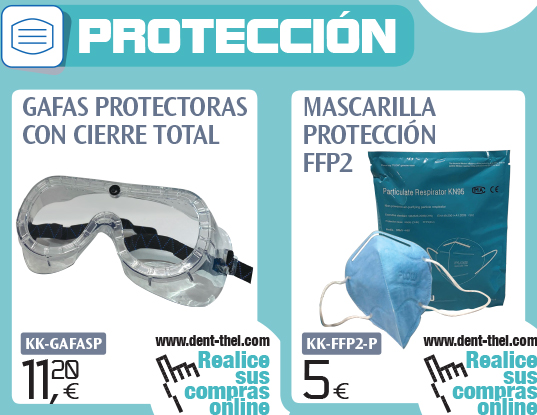 PROTECCIÓN
GAFAS PROTECTORAS
CON CIERRE TOTAL
KK-GAFASP
11,20 €
www.dent-thel.com
Realice
sus
compras
online
MASCARILLA
PROTECCIÓN
FFP2
Particulate Respirator KN95
CE
KK-FFP2-P
5 €
www.dent-thel.com
Realice
sus
compras
online